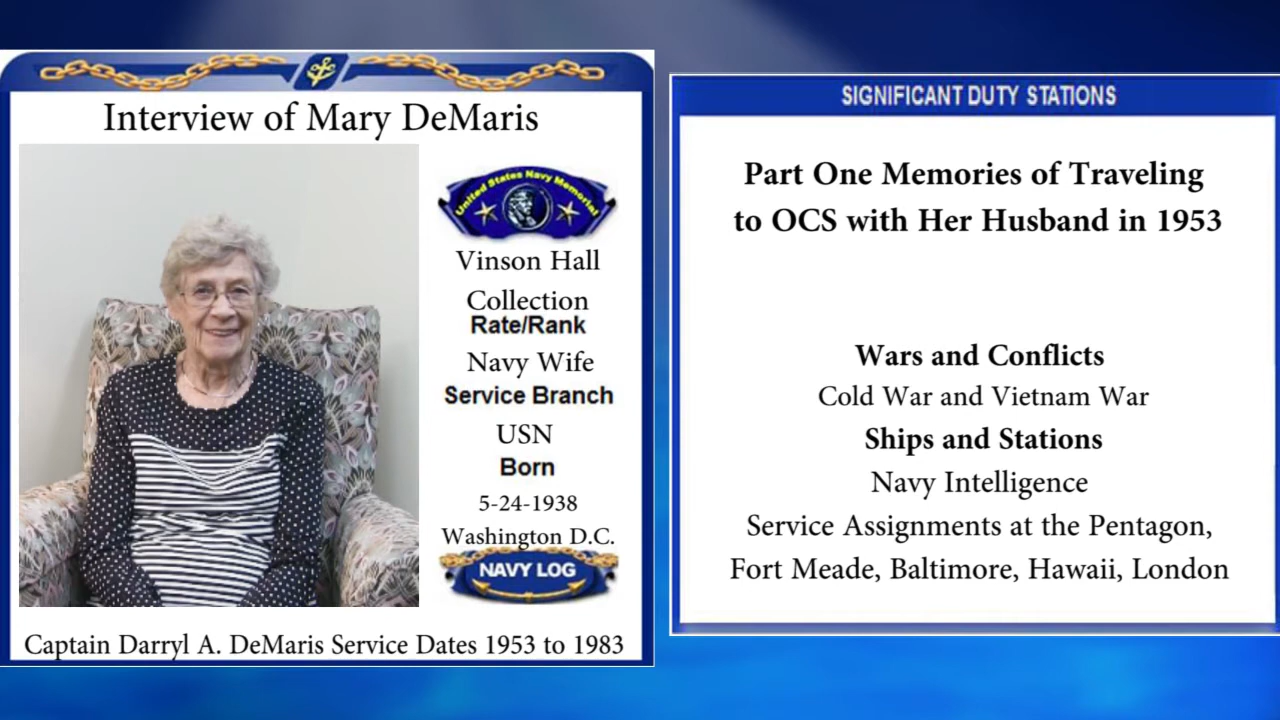 Interview of Mary DeMaris
United States Navy Memorial
Vinson Hall
Collection
Rate/Rank
Navy Wife
Service Branch
USN
Born
5-24-1938
Washington D.C.
NAVY LOG
Captain Darryl A. DeMaris Service Dates 1953 to 1983
SIGNIFICANT DUTY STATIONS
Part One Memories of Traveling
to OCS with Her Husband in 1953
Wars and Conflicts
Cold War and Vietnam War
Ships and Stations
Navy Intelligence
Service Assignments at the Pentagon,
Fort Meade, Baltimore, Hawaii, London